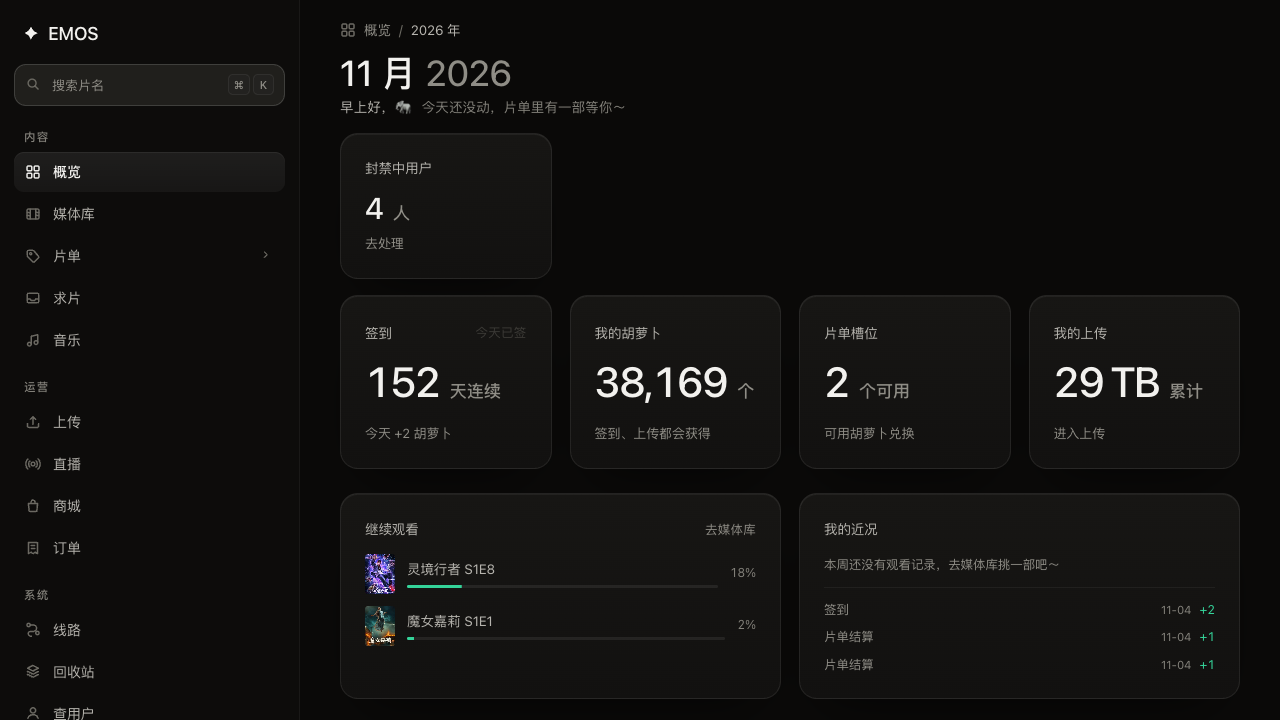 EMOS
搜索片名 ⌘ K
内容
概览
媒体库
片单
求片
音乐
运营
上传
直播
商城
订单
系统
线路
回收站
查用户
概览 / 2026 年
11 月 2026
早上好，🐘 今天还没动，片单里有一部等你～
封禁中用户
4 人
去处理
签到 今天已签
152 天连续
今天 +2 胡萝卜
我的胡萝卜
38,169 个
签到、上传都会获得
片单槽位
2 个可用
可用胡萝卜兑换
我的上传
29 TB 累计
进入上传
继续观看 去媒体库
灵境行者 S1E8
18%
魔女嘉莉 S1E1
2%
我的近况
本周还没有观看记录，去媒体库挑一部吧～
签到 11-04 +2
片单结算 11-04 +1
片单结算 11-04 +1